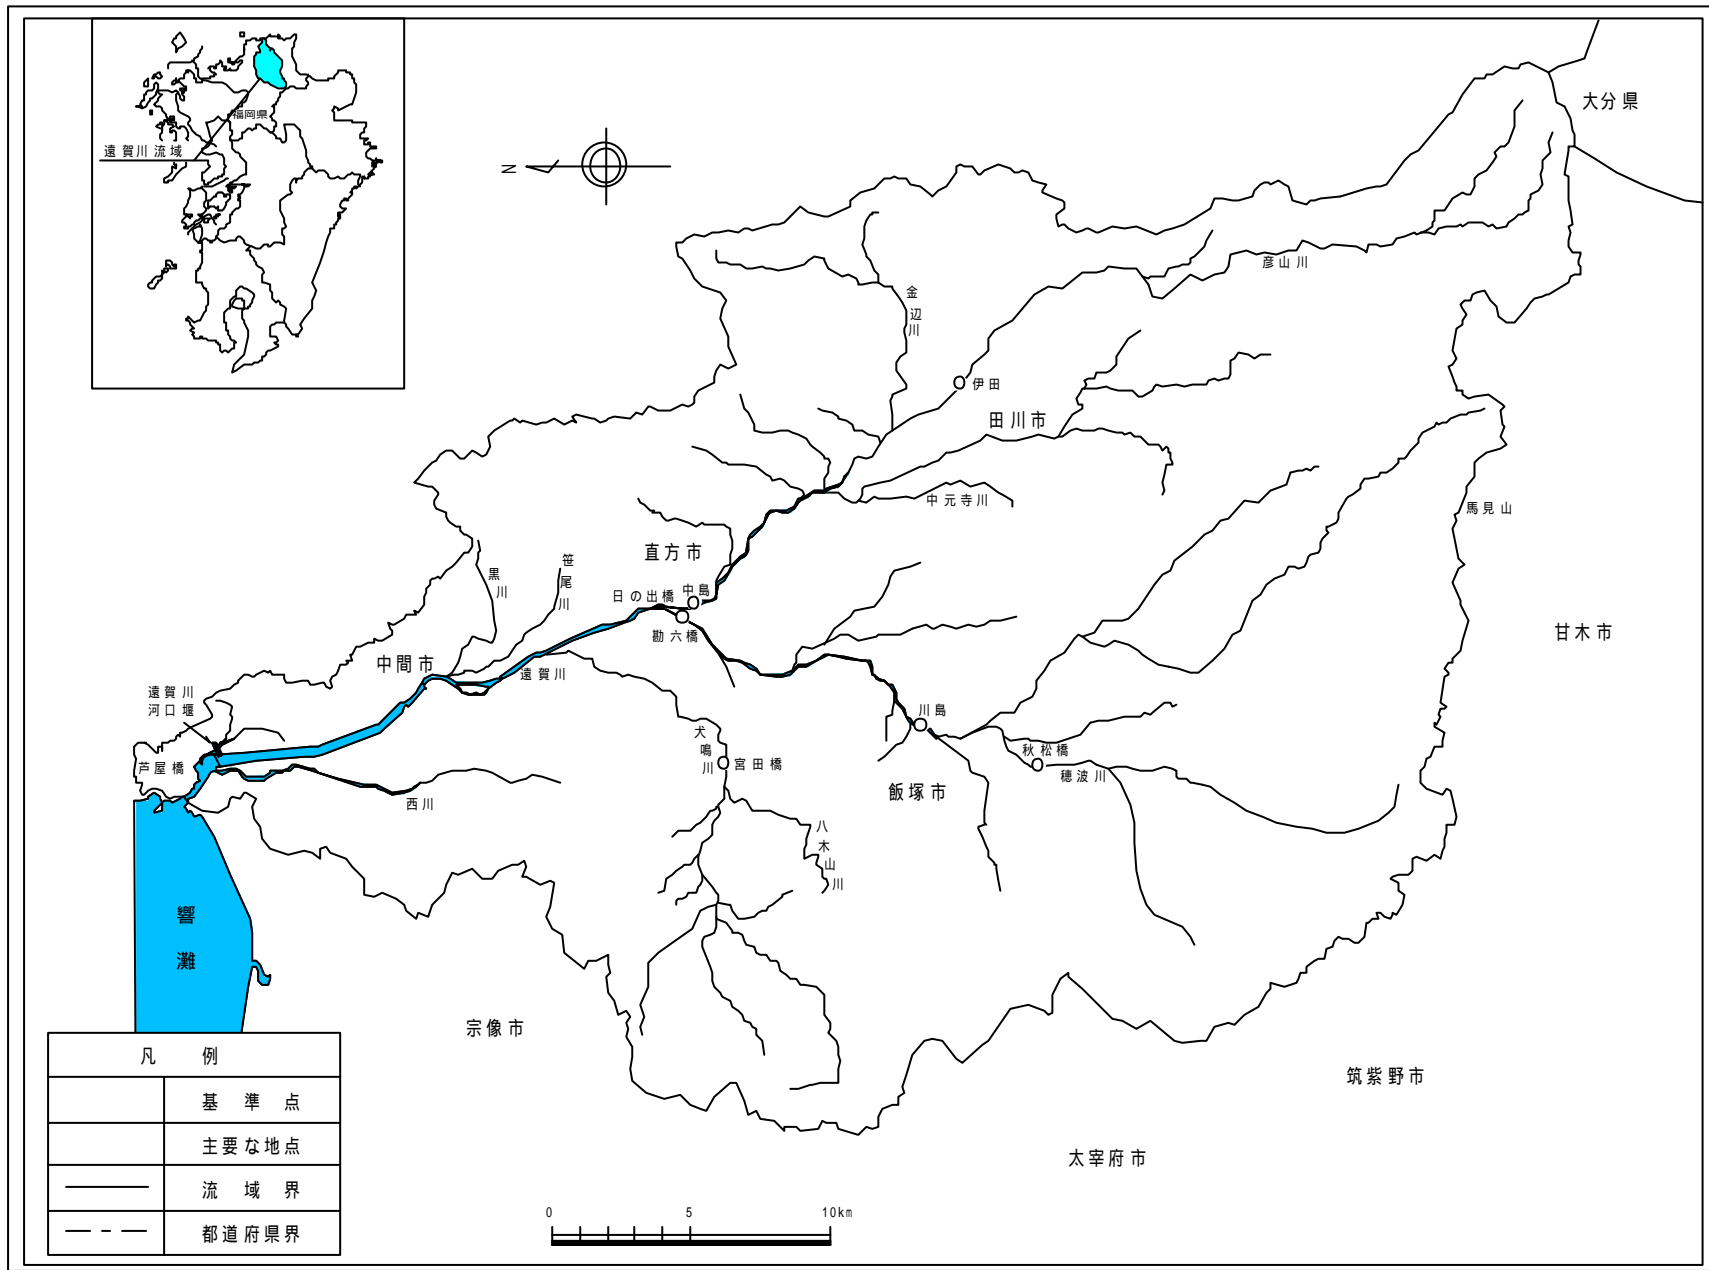 福岡県
遠賀川流域
N
大分県
彦山川
金辺川
伊田
田川市
中元寺川
馬見山
直方市
笹尾川
黒川
日の出橋
中島
勘六橋
甘木市
中間市
遠賀川
遠賀川
河口堰
芦屋橋
川島
犬鳴川
宮田橋
秋松橋
穂波川
飯塚市
西川
八木山川
響灘
宗像市
筑紫野市
太宰府市
凡 例
基 準 点
主要な地点
流 域 界
都道府県界
0 5 10km